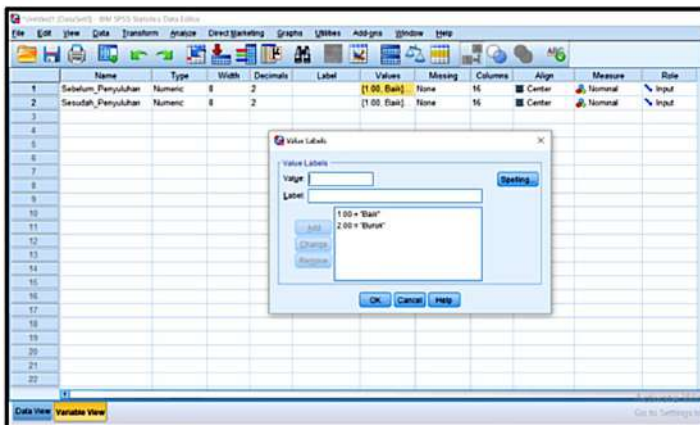 *Untitled1 [DataSet0] - IBM SPSS Statistics Data Editor
File Edit View Data Transform Analyze Direct Marketing Graphs Utilities Add-ons Window Help
Name Type Width Decimals Label Values Missing Columns Align Measure Role
1 Sebelum_Penyuluhan Numeric 8 2 {1.00, Baik}... None 16 Center Nominal Input
2 Sesudah_Penyuluhan Numeric 8 2 {1.00, Baik}... None 16 Center Nominal Input
3
4
5
6
7
8
9
10
11
12
13
14
15
16
17
18
19
20
21
22
Value Labels
Value Labels
Value:
Spelling...
Label:
1.00 = "Baik"
2.00 = "Buruk"
Add
Change
Remove
OK Cancel Help
Data View Variable View
Go to Settings to